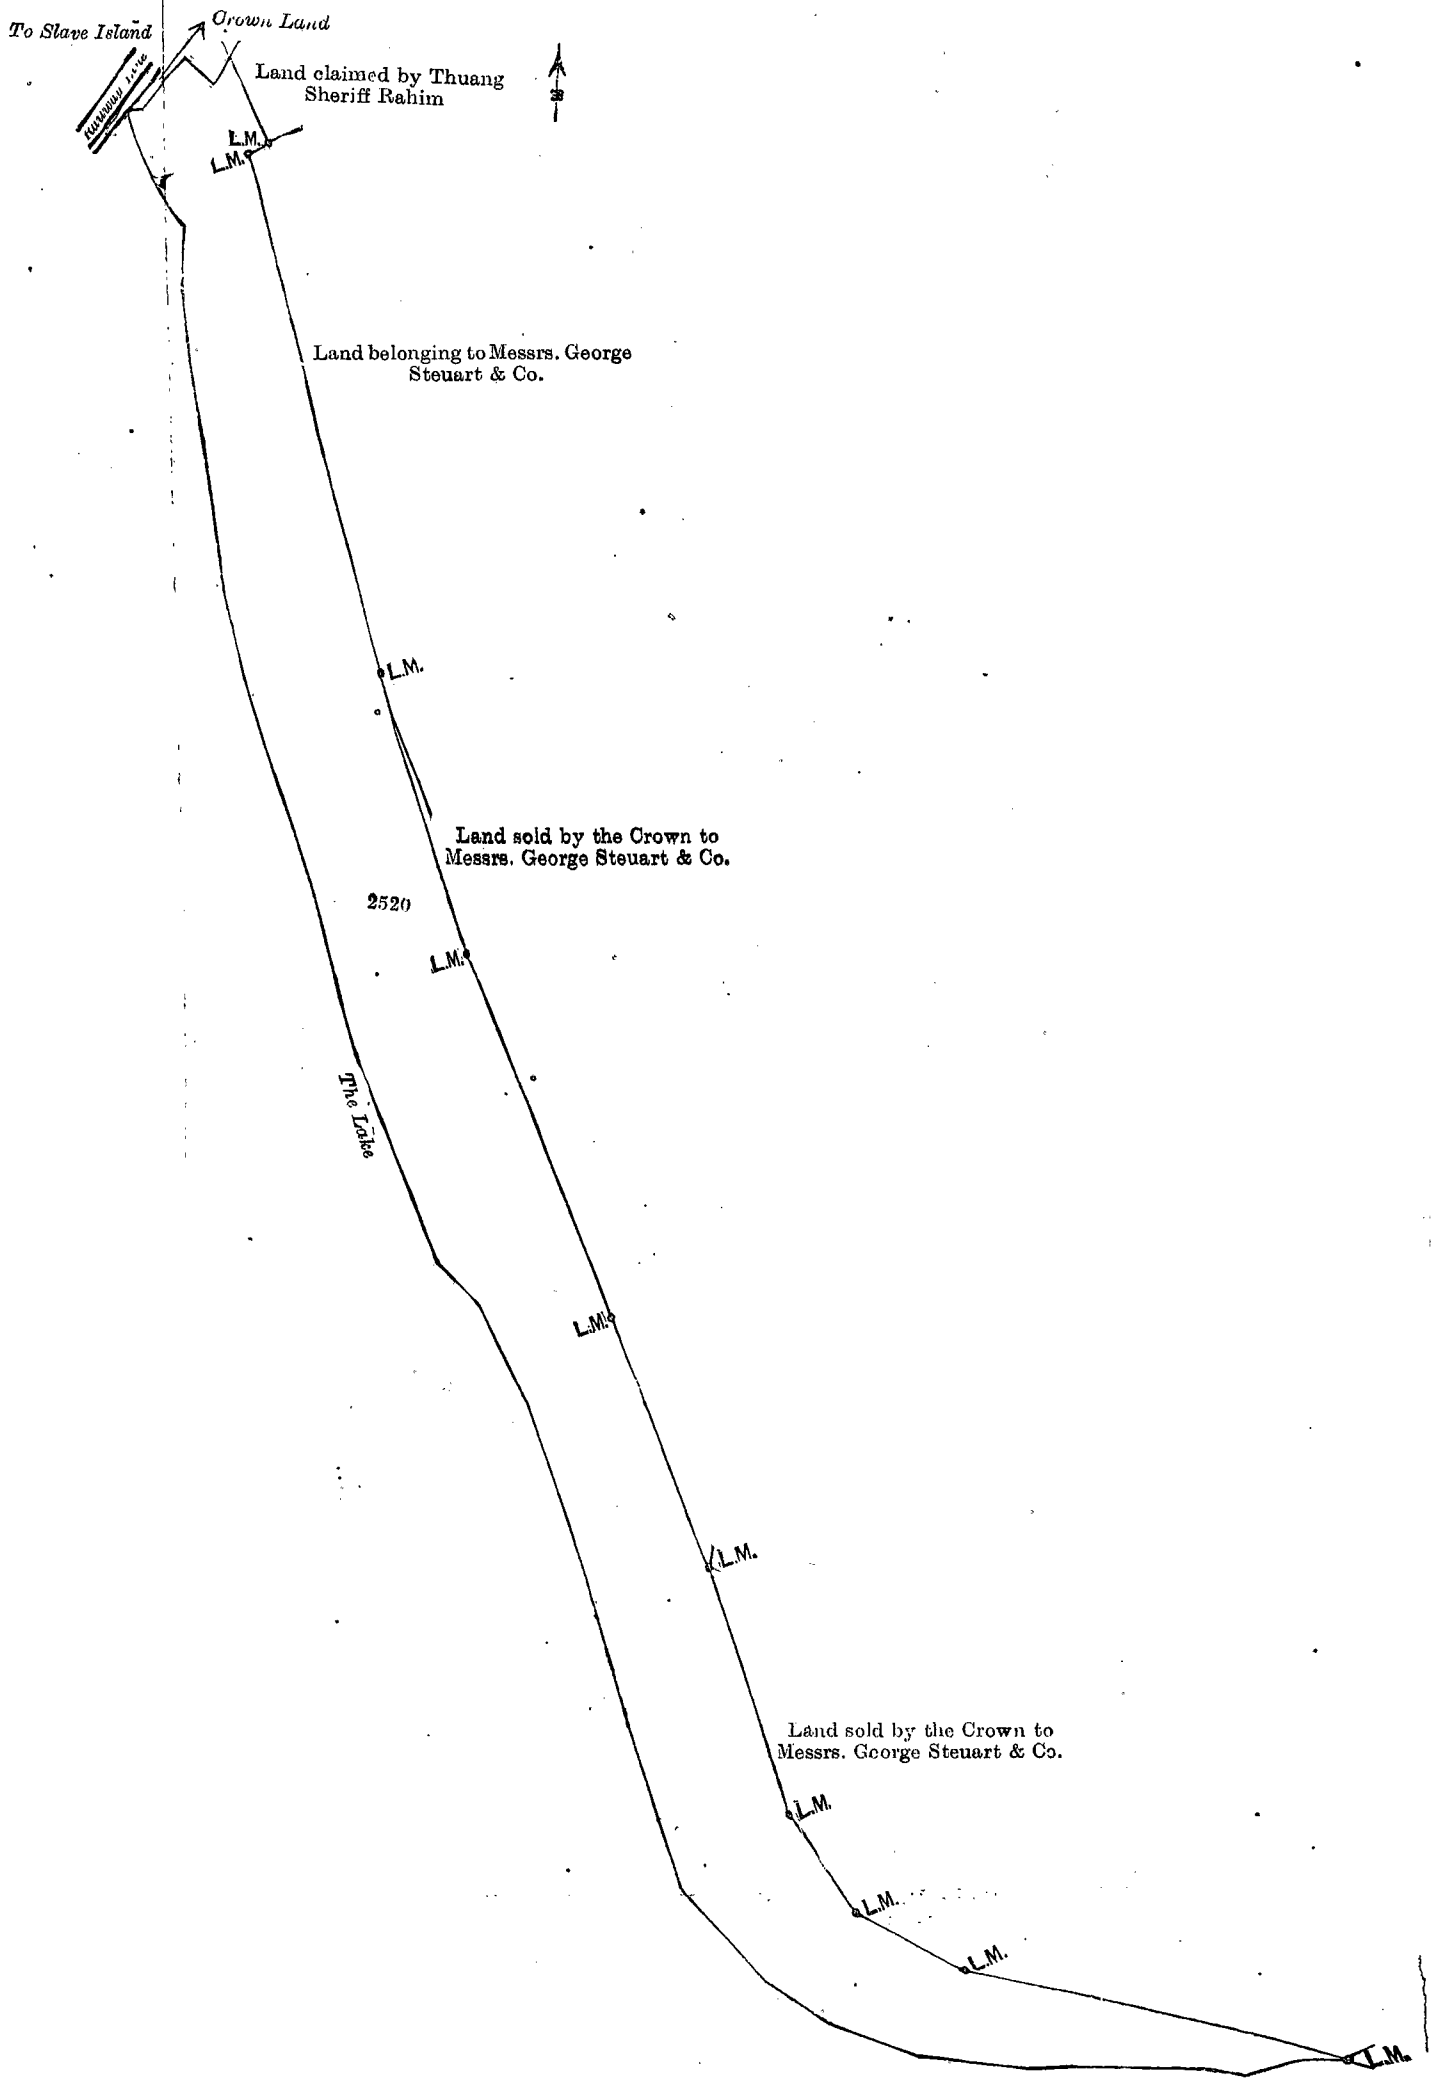 To Slave Island
Crown Land
Railway Line
Land claimed by Thuang
Sheriff Rahim
L.M.
L.M.
Land belonging to Messrs. George
Steuart & Co.
L.M.
Land sold by the Crown to
Messrs. George Steuart & Co.
2520
L.M.
The Lake
L.M.
L.M.
Land sold by the Crown to
Messrs. George Steuart & Co.
L.M.
L.M.
L.M.
L.M.